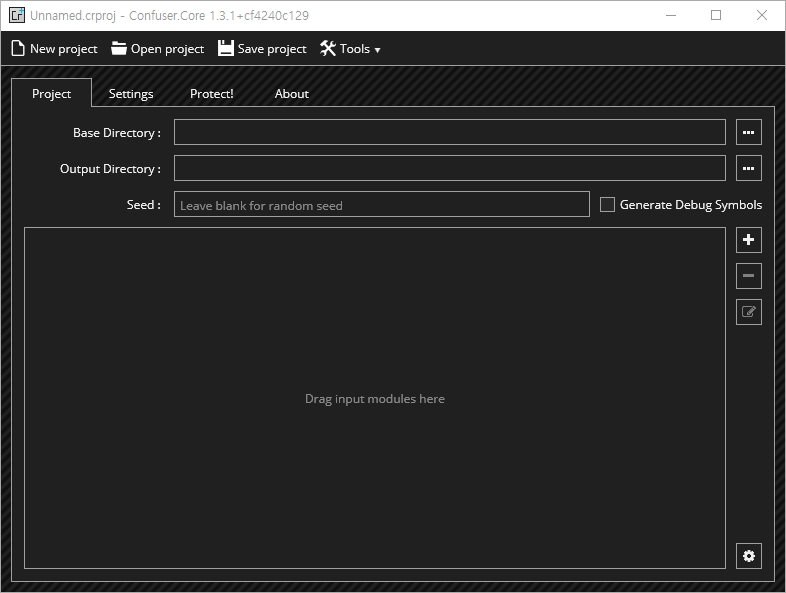 Unnamed.crproj - Confuser.Core 1.3.1+cf4240c129
New project Open project Save project Tools
Project Settings Protect! About
Base Directory :
Output Directory :
Seed : Leave blank for random seed Generate Debug Symbols
Drag input modules here